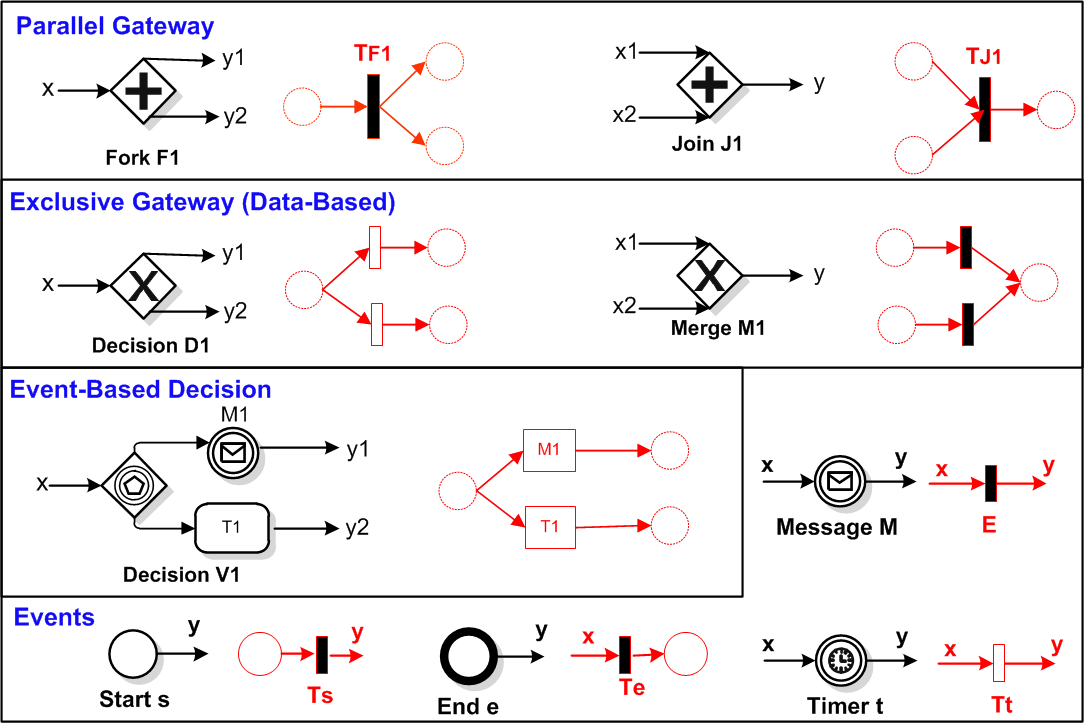 Parallel Gateway
x
y1
y2
Fork F1
TF1
x1
x2
y
Join J1
TJ1
Exclusive Gateway (Data-Based)
x
X
y1
y2
Decision D1
x1
x2
X
y
Merge M1
Event-Based Decision
M1
x
y1
T1
y2
Decision V1
M1
T1
x
y
Message M
x
y
E
Events
y
Start s
y
Ts
y
End e
x
Te
x
y
Timer t
x
y
Tt